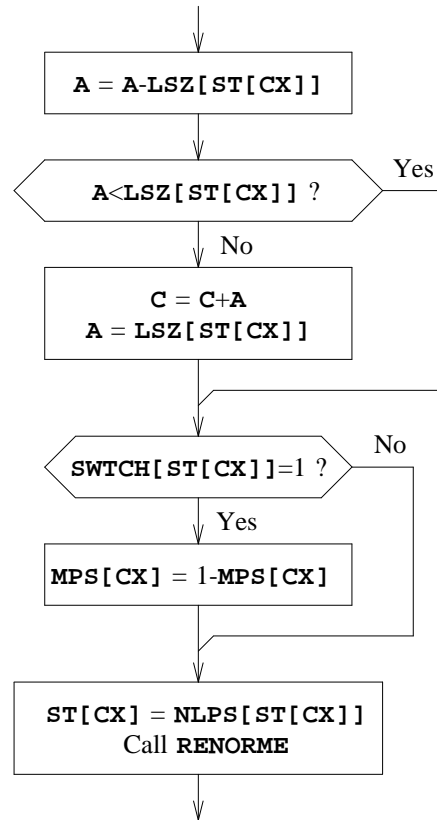 A = A-LSZ[ST[CX]]
A<LSZ[ST[CX]] ?
Yes
No
C = C+A
A = LSZ[ST[CX]]
SWTCH[ST[CX]]=1 ?
No
Yes
MPS[CX] = 1-MPS[CX]
ST[CX] = NLPS[ST[CX]]
Call RENORME